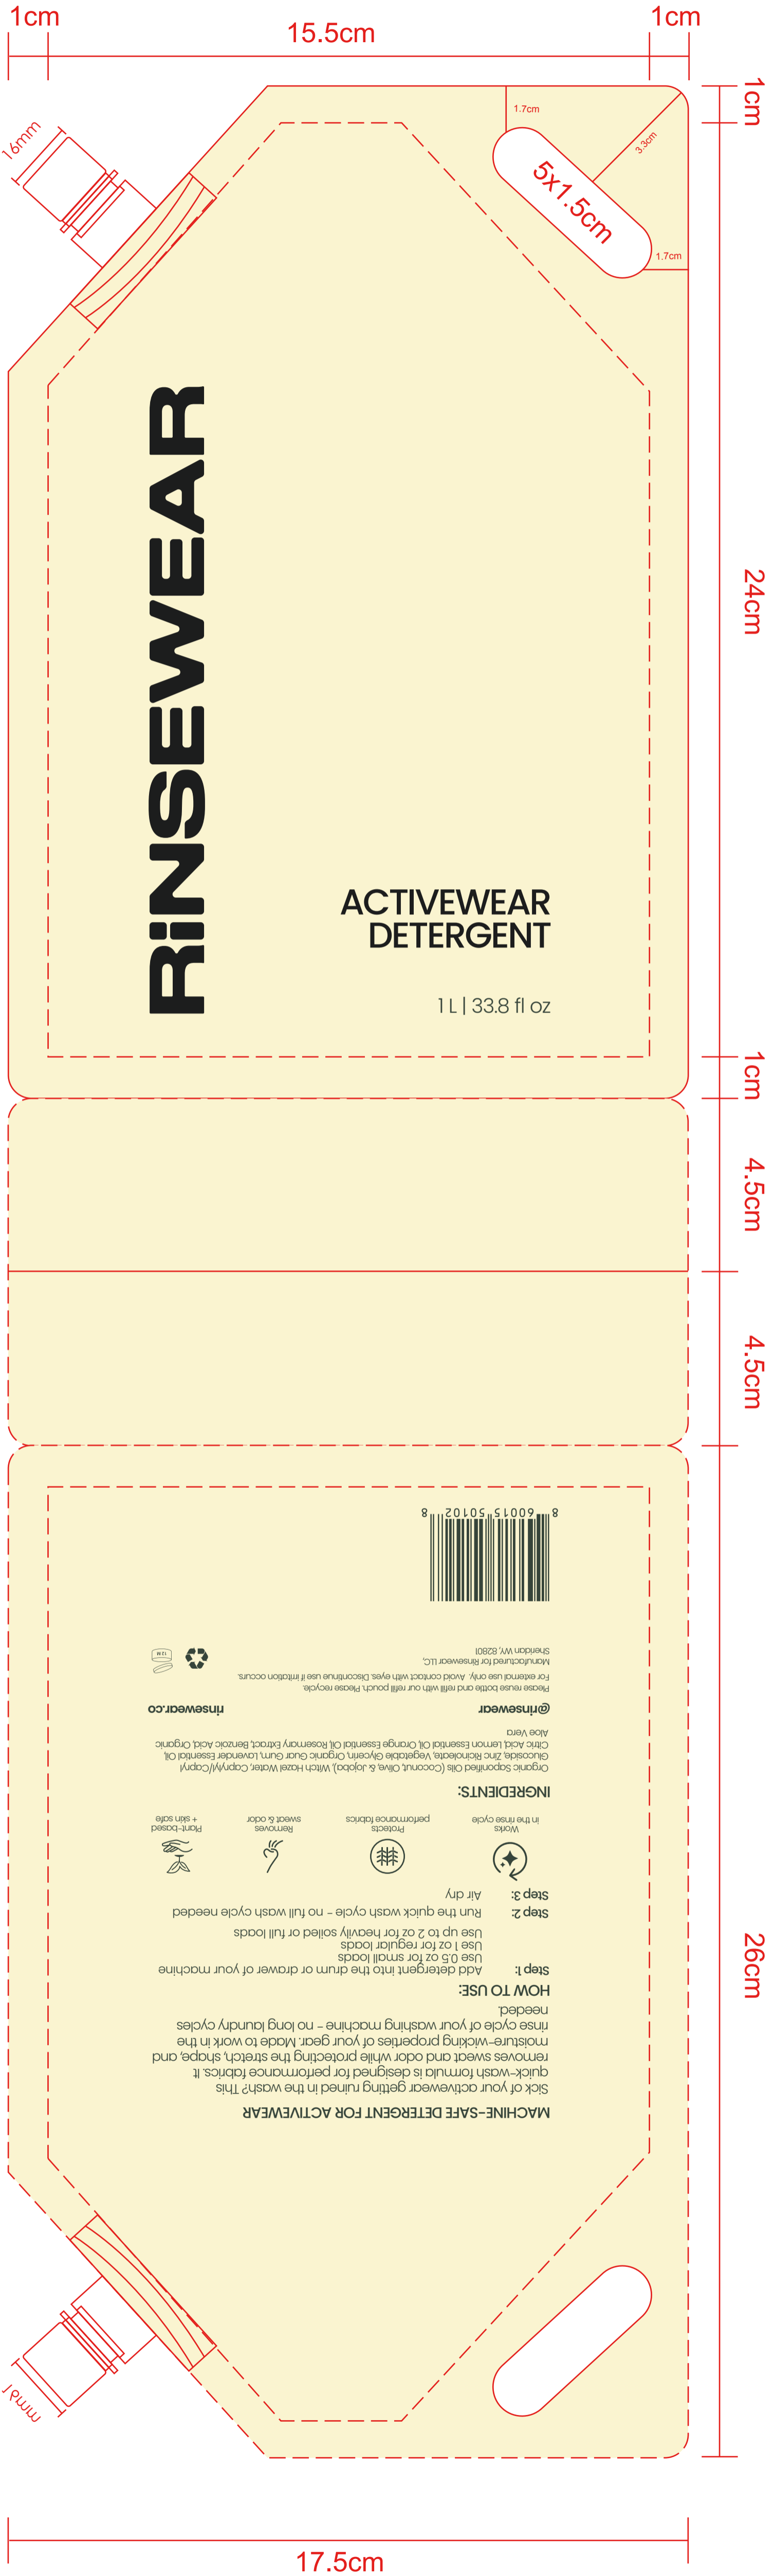 1cm
15.5cm
1cm
1cm
16mm
1.7cm
3.3cm
5x1.5cm
1.7cm
24cm
RiNSEWEAR
ACTIVEWEAR
DETERGENT
1 L | 33.8 fl oz
1cm
4.5cm
4.5cm
26cm
MACHINE-SAFE DETERGENT FOR ACTIVEWEAR
Sick of your activewear getting ruined in the wash? This
quick-wash formula is designed for performance fabrics. It
removes sweat and odor while protecting the stretch, shape, and
moisture-wicking properties of your gear. Made to work in the
rinse cycle of your washing machine - no long laundry cycles
needed.
HOW TO USE:
Step 1: Add detergent into the drum or drawer of your machine
Use 0.5 oz for small loads
Use 1 oz for regular loads
Use up to 2 oz for heavily soiled or full loads
Step 2: Run the quick wash cycle - no full wash cycle needed
Step 3: Air dry
Works
in the rinse cycle
Protects
performance fabrics
Removes
sweat & odor
Plant-based
+ skin safe
INGREDIENTS:
Organic Saponified Oils (Coconut, Olive, & Jojoba), Witch Hazel Water, Caprylyl/Capryl
Glucoside, Zinc Ricinoleate, Vegetable Glycerin, Organic Guar Gum, Lavender Essential Oil,
Citric Acid, Lemon Essential Oil, Orange Essential Oil, Rosemary Extract, Benzoic Acid, Organic
Aloe Vera
@rinsewear
rinsewear.co
Please reuse bottle and refill with our refill pouch. Please recycle.
For external use only. Avoid contact with eyes. Discontinue use if irritation occurs.
Manufactured for Rinsewear LLC,
Sheridan WY, 82801
12 M
8 60015 50102 8
16mm
17.5cm